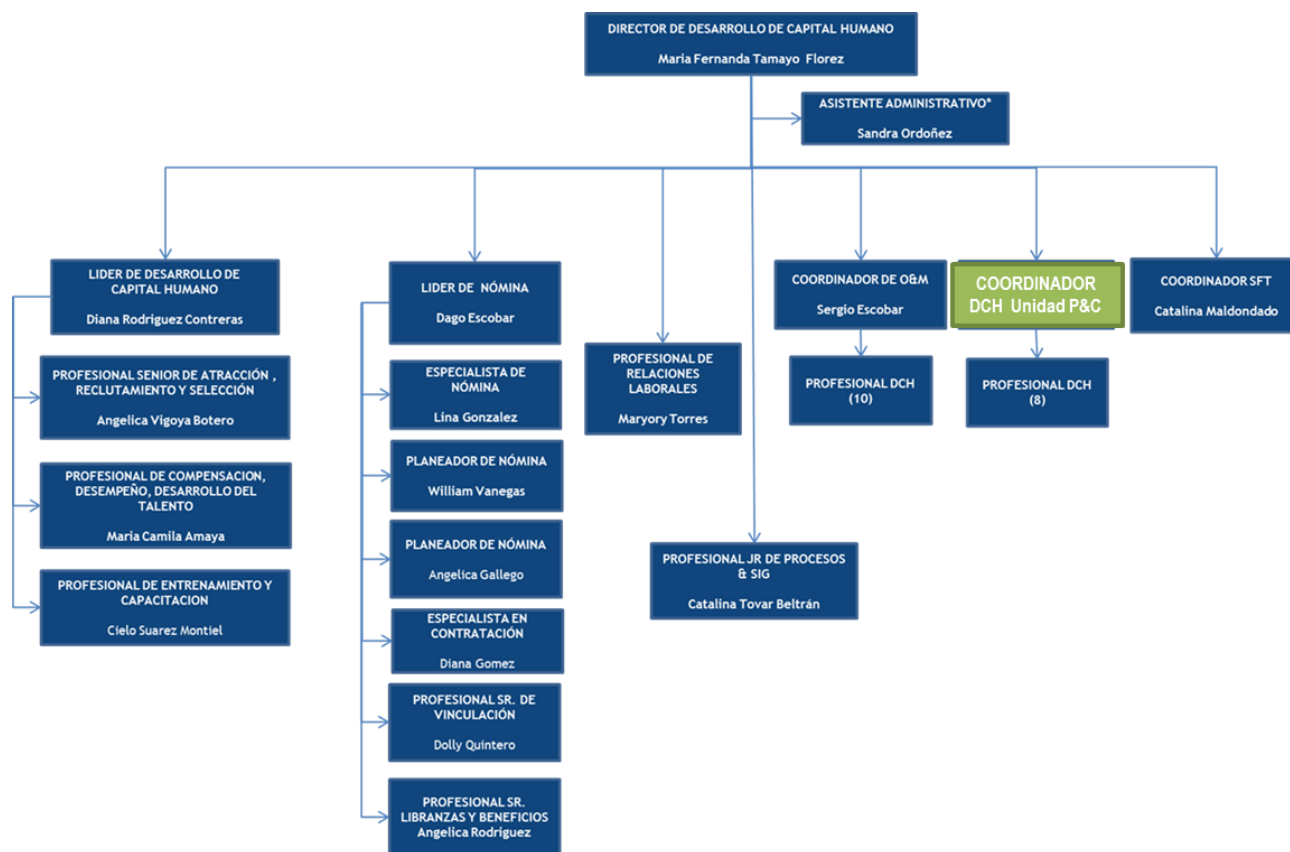 DIRECTOR DE DESARROLLO DE CAPITAL HUMANO
Maria Fernanda Tamayo Florez
ASISTENTE ADMINISTRATIVO*
Sandra Ordoñez
LIDER DE DESARROLLO DE
CAPITAL HUMANO
Diana Rodriguez Contreras
PROFESIONAL SENIOR DE ATRACCIÓN ,
RECLUTAMIENTO Y SELECCIÓN
Angelica Vigoya Botero
PROFESIONAL DE COMPENSACION,
DESEMPEÑO, DESARROLLO DEL
TALENTO
Maria Camila Amaya
PROFESIONAL DE ENTRENAMIENTO Y
CAPACITACION
Cielo Suarez Montiel
LIDER DE NÓMINA
Dago Escobar
ESPECIALISTA DE
NÓMINA
Lina Gonzalez
PLANEADOR DE NÓMINA
William Vanegas
PLANEADOR DE NÓMINA
Angelica Gallego
ESPECIALISTA EN
CONTRATACIÓN
Diana Gomez
PROFESIONAL SR. DE
VINCULACIÓN
Dolly Quintero
PROFESIONAL SR.
LIBRANZAS Y BENEFICIOS
Angelica Rodriguez
PROFESIONAL DE
RELACIONES
LABORALES
Maryory Torres
PROFESIONAL JR DE PROCESOS
& SIG
Catalina Tovar Beltrán
COORDINADOR DE O&M
Sergio Escobar
PROFESIONAL DCH
(10)
COORDINADOR
DCH Unidad P&C
PROFESIONAL DCH
(8)
COORDINADOR SFT
Catalina Maldondado